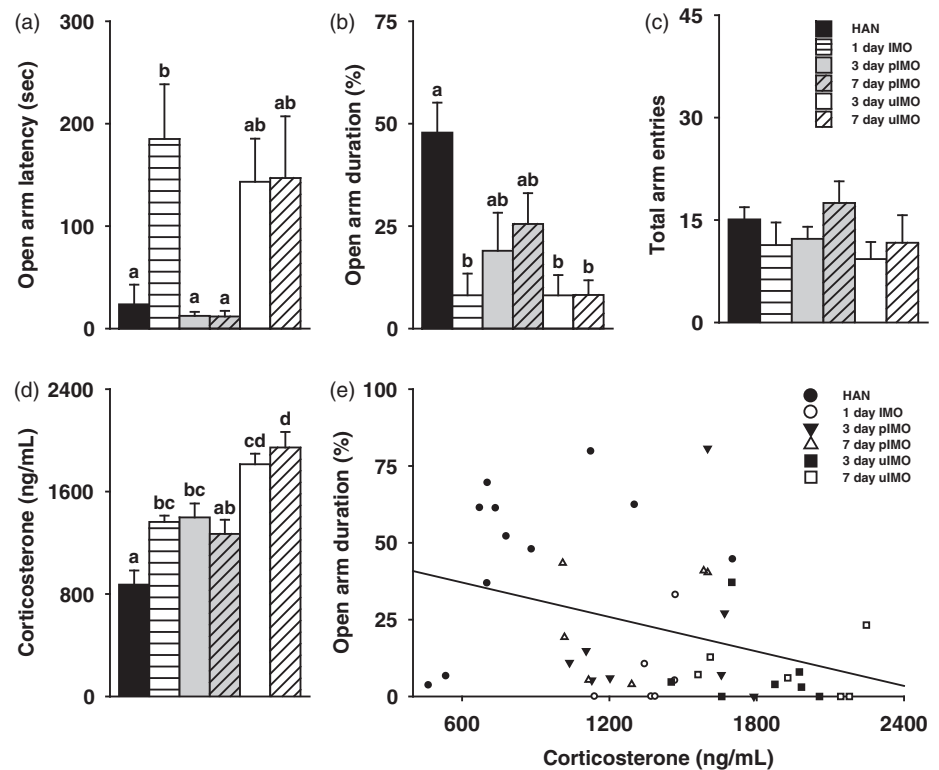 (a)
300
200
100
0
Open arm latency (sec)
a
b
a
a
ab
ab
(b)
75
50
25
0
Open arm duration (%)
a
b
ab
ab
b
b
(c)
45
30
15
0
Total arm entries
HAN
1 day IMO
3 day pIMO
7 day pIMO
3 day uIMO
7 day uIMO
(d)
2400
1600
800
0
Corticosterone (ng/mL)
a
bc
bc
ab
cd
d
(e)
100
75
50
25
0
Open arm duration (%)
HAN
1 day IMO
3 day pIMO
7 day pIMO
3 day uIMO
7 day uIMO
600 1200 1800 2400
Corticosterone (ng/mL)